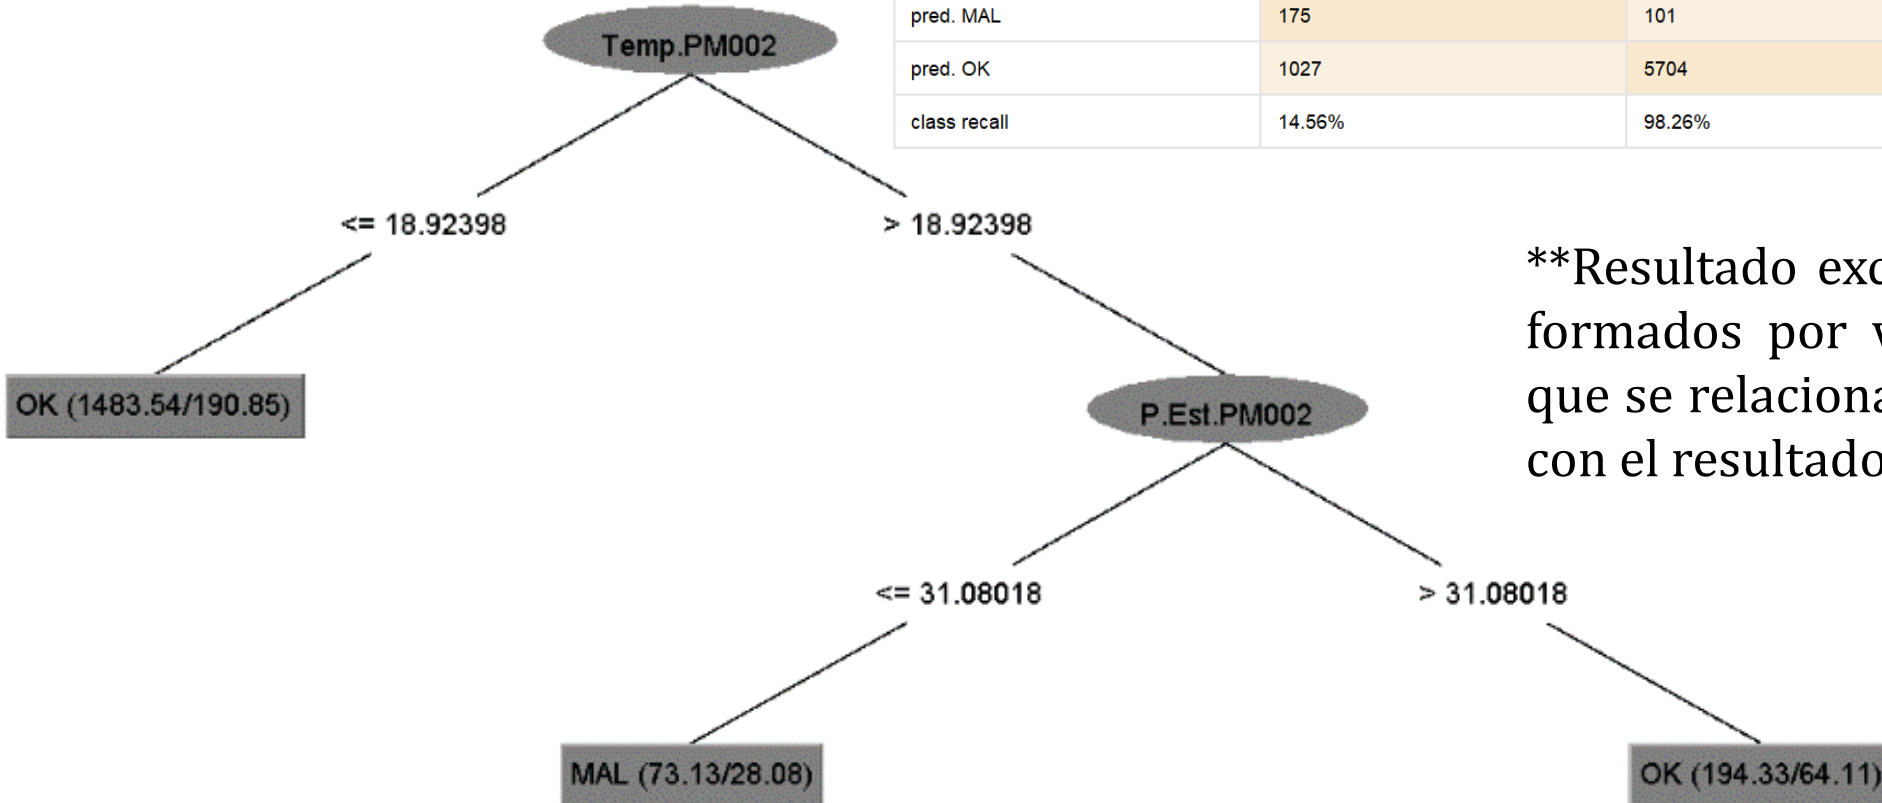 pred. MAL 175 101
pred. OK 1027 5704
class recall 14.56% 98.26%
Temp.PM002
<= 18.92398 > 18.92398
**Resultado
formados por
que se
con el resultado
OK (1483.54/190.85)
P.Est.PM002
<= 31.08018 > 31.08018
MAL (73.13/28.08) OK (194.33/64.11)